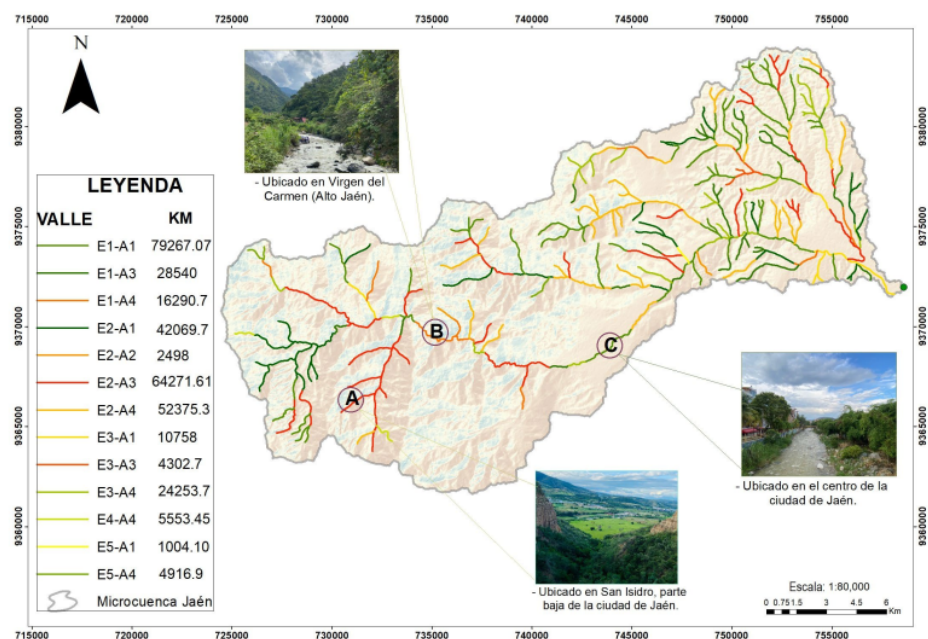 715000 720000 725000 730000 735000 740000 745000 750000 755000
N
9380000 9380000
- Ubicado en Virgen del
Carmen (Alto Jaén).
LEYENDA
VALLE KM
E1-A1 79267.07
E1-A3 28540
E1-A4 16290.7
E2-A1 42069.7
E2-A2 2498
E2-A3 64271.61
E2-A4 52375.3
E3-A1 10758
E3-A3 4302.7
E3-A4 24253.7
E4-A4 5553.45
E5-A1 1004.10
E5-A4 4916.9
Microcuenca Jaén
9375000 9375000
9370000 9370000
B
C
A
9365000 9365000
- Ubicado en el centro de la
ciudad de Jaén.
9360000 9360000
- Ubicado en San Isidro, parte
baja de la ciudad de Jaén.
Escala: 1:80,000
0 0.75 1.5 3 4.5 6
Km
715000 720000 725000 730000 735000 740000 745000 750000 755000